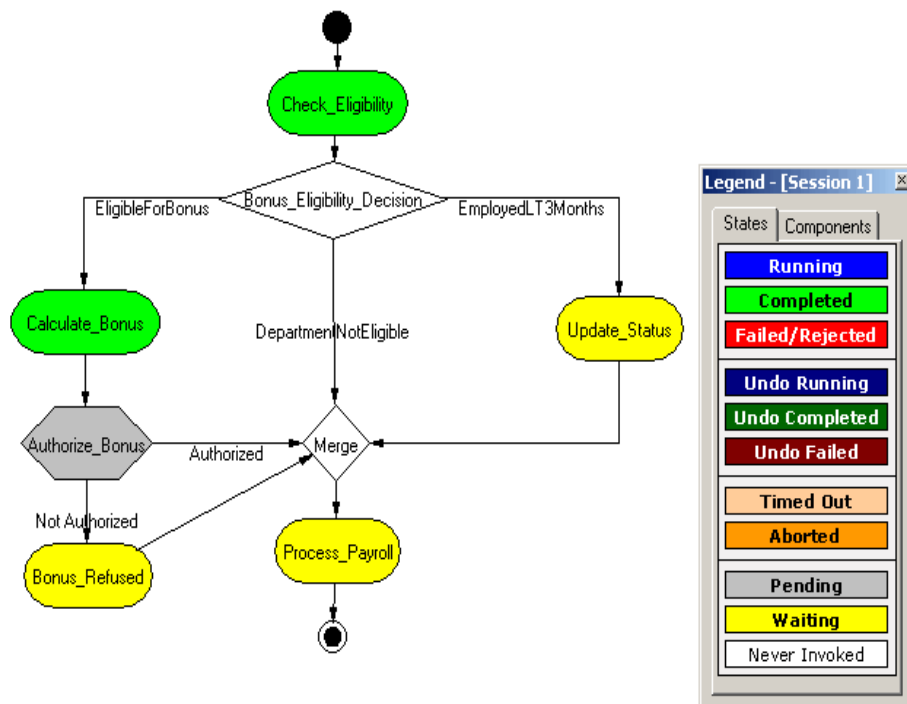 Check_Eligibility
Bonus_Eligibility_Decision
EligibleForBonus
EmployedLT3Months
Calculate_Bonus
DepartmentNotEligible
Update_Status
Authorize_Bonus
Authorized
Merge
Not Authorized
Bonus_Refused
Process_Payroll
Legend - [Session 1]
States
Components
Running
Completed
Failed/Rejected
Undo Running
Undo Completed
Undo Failed
Timed Out
Aborted
Pending
Waiting
Never Invoked